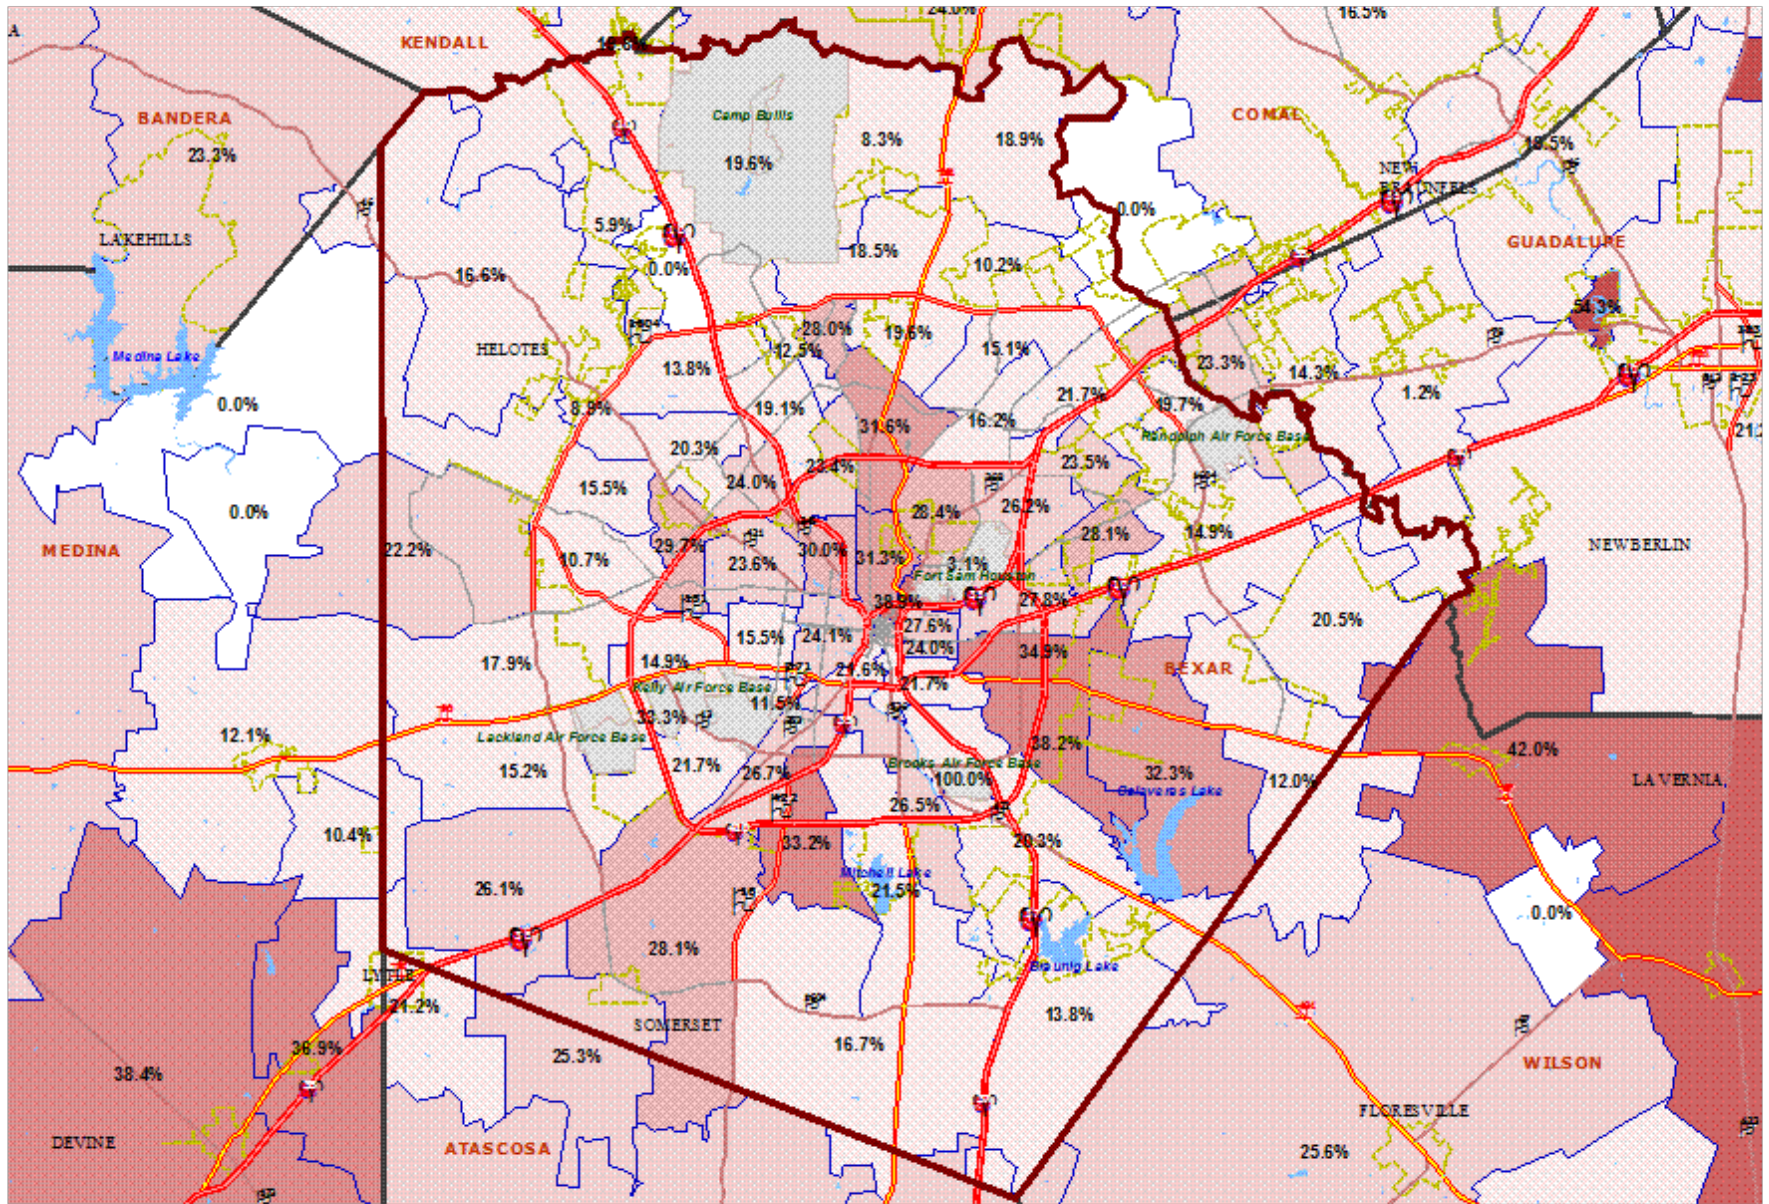 24.0%
16.5%
A
KENDALL
Camp Bullis
BANDERA
COMAL
8.3%
18.9%
23.3%
19.6%
NEW
BRAUNFELS
0.0%
5.9%
LAKEHILLS
GUADALUPE
18.5%
10.2%
0.0%
16.6%
54.3%
28.0%
19.6%
HELOTES
12.5%
15.1%
Medina Lake
13.8%
23.3%
14.3%
1.2%
21.7%
0.0%
8.9%
19.1%
31.6%
16.2%
Randolph Air Force Base
20.3%
23.4%
23.5%
24.0%
15.5%
0.0%
28.4%
26.2%
MEDINA
22.2%
29.7%
30.0%
31.3%
28.1%
14.9%
NEW BERLIN
10.7%
23.6%
3.1%
Fort Sam Houston
38.9%
27.8%
15.5%
24.1%
27.6%
24.0%
20.5%
17.9%
14.9%
34.9%
BEXAR
Kelly Air Force Base
21.7%
11.5%
33.3%
12.1%
Lackland Air Force Base
38.2%
42.0%
15.2%
21.7%
26.7%
Brooks Air Force Base
100.0%
32.3%
12.0%
LA VERNIA
Calaveras Lake
26.5%
10.4%
33.2%
Mitchell Lake
26.1%
21.5%
0.0%
28.1%
Braunig Lake
LYTLE
21.2%
13.8%
SOMERSET
36.9%
25.3%
16.7%
38.4%
WILSON
FLORESVILLE
DEVINE
ATASCOSA
25.6%